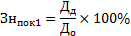 Зн_пок1 = Д_д / Д_о × 100%